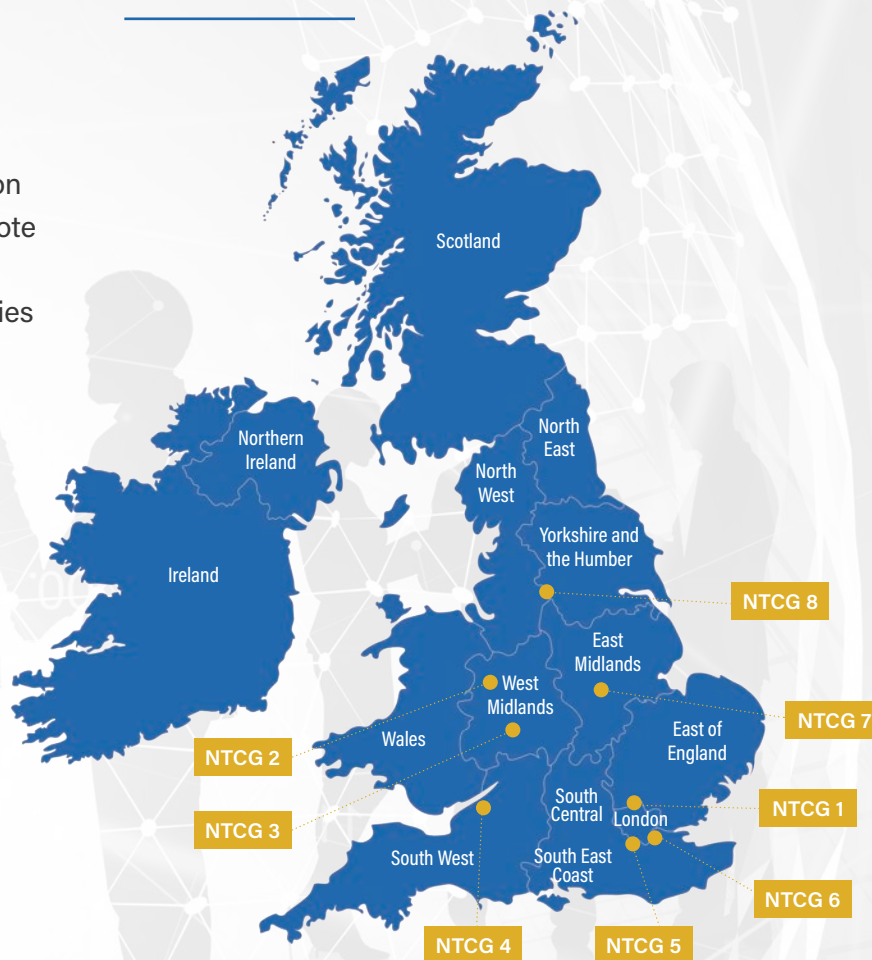 on
ote
ies
Scotland
North
East
Northern
Ireland
North
West
Yorkshire and
the Humber
Ireland
NTCG 8
East
Midlands
West
Midlands
NTCG 7
East of
England
Wales
NTCG 2
South
Central
NTCG 1
London
NTCG 3
South West
South East
Coast
NTCG 6
NTCG 4
NTCG 5